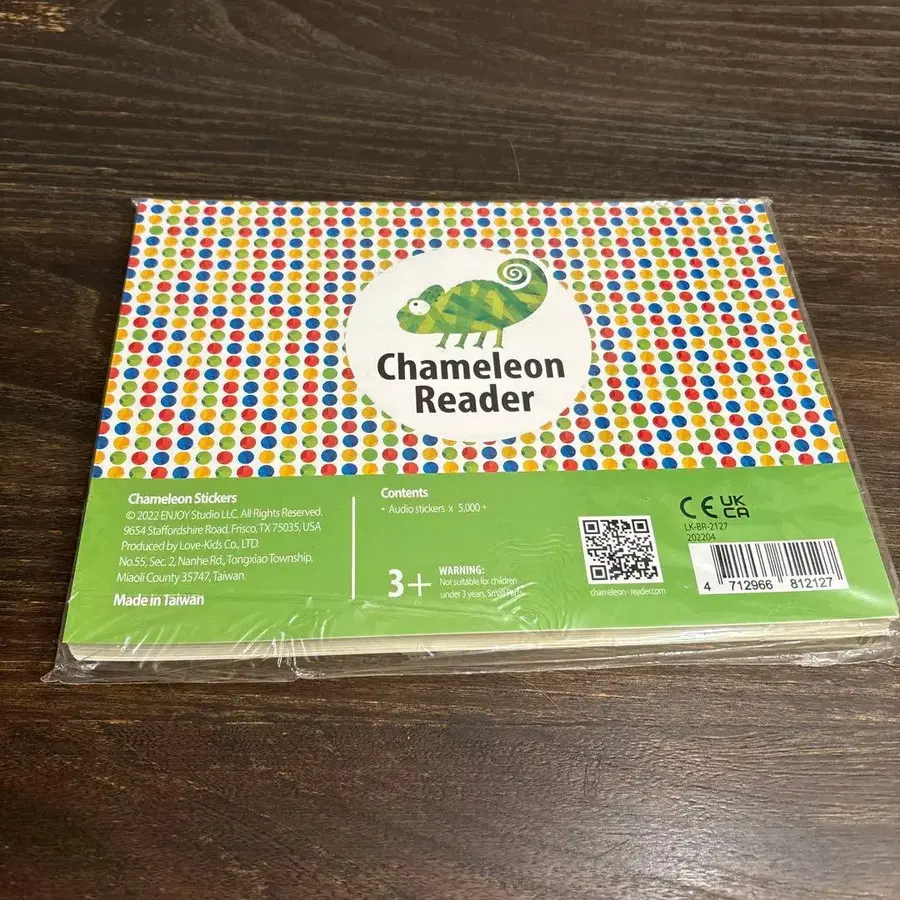 Chameleon
Reader
Chameleon Stickers
© 2022 ENJOY Studio LLC. All Rights Reserved.
9654 Staffordshire Road, Frisco, TX 75035, USA
Produced by Love-Kids Co., LTD.
No.55, Sec. 2, Nanhe Rd., Tongxiao Township,
Miaoli County 35747, Taiwan.
Made in Taiwan
Contents
• Audio stickers x 5,000 +
3+
WARNING:
Not suitable for children
under 3 years. Small Parts.
chameleon-reader.com
CE UK
CA
LK-BR-2127
202204
4 712966 812127